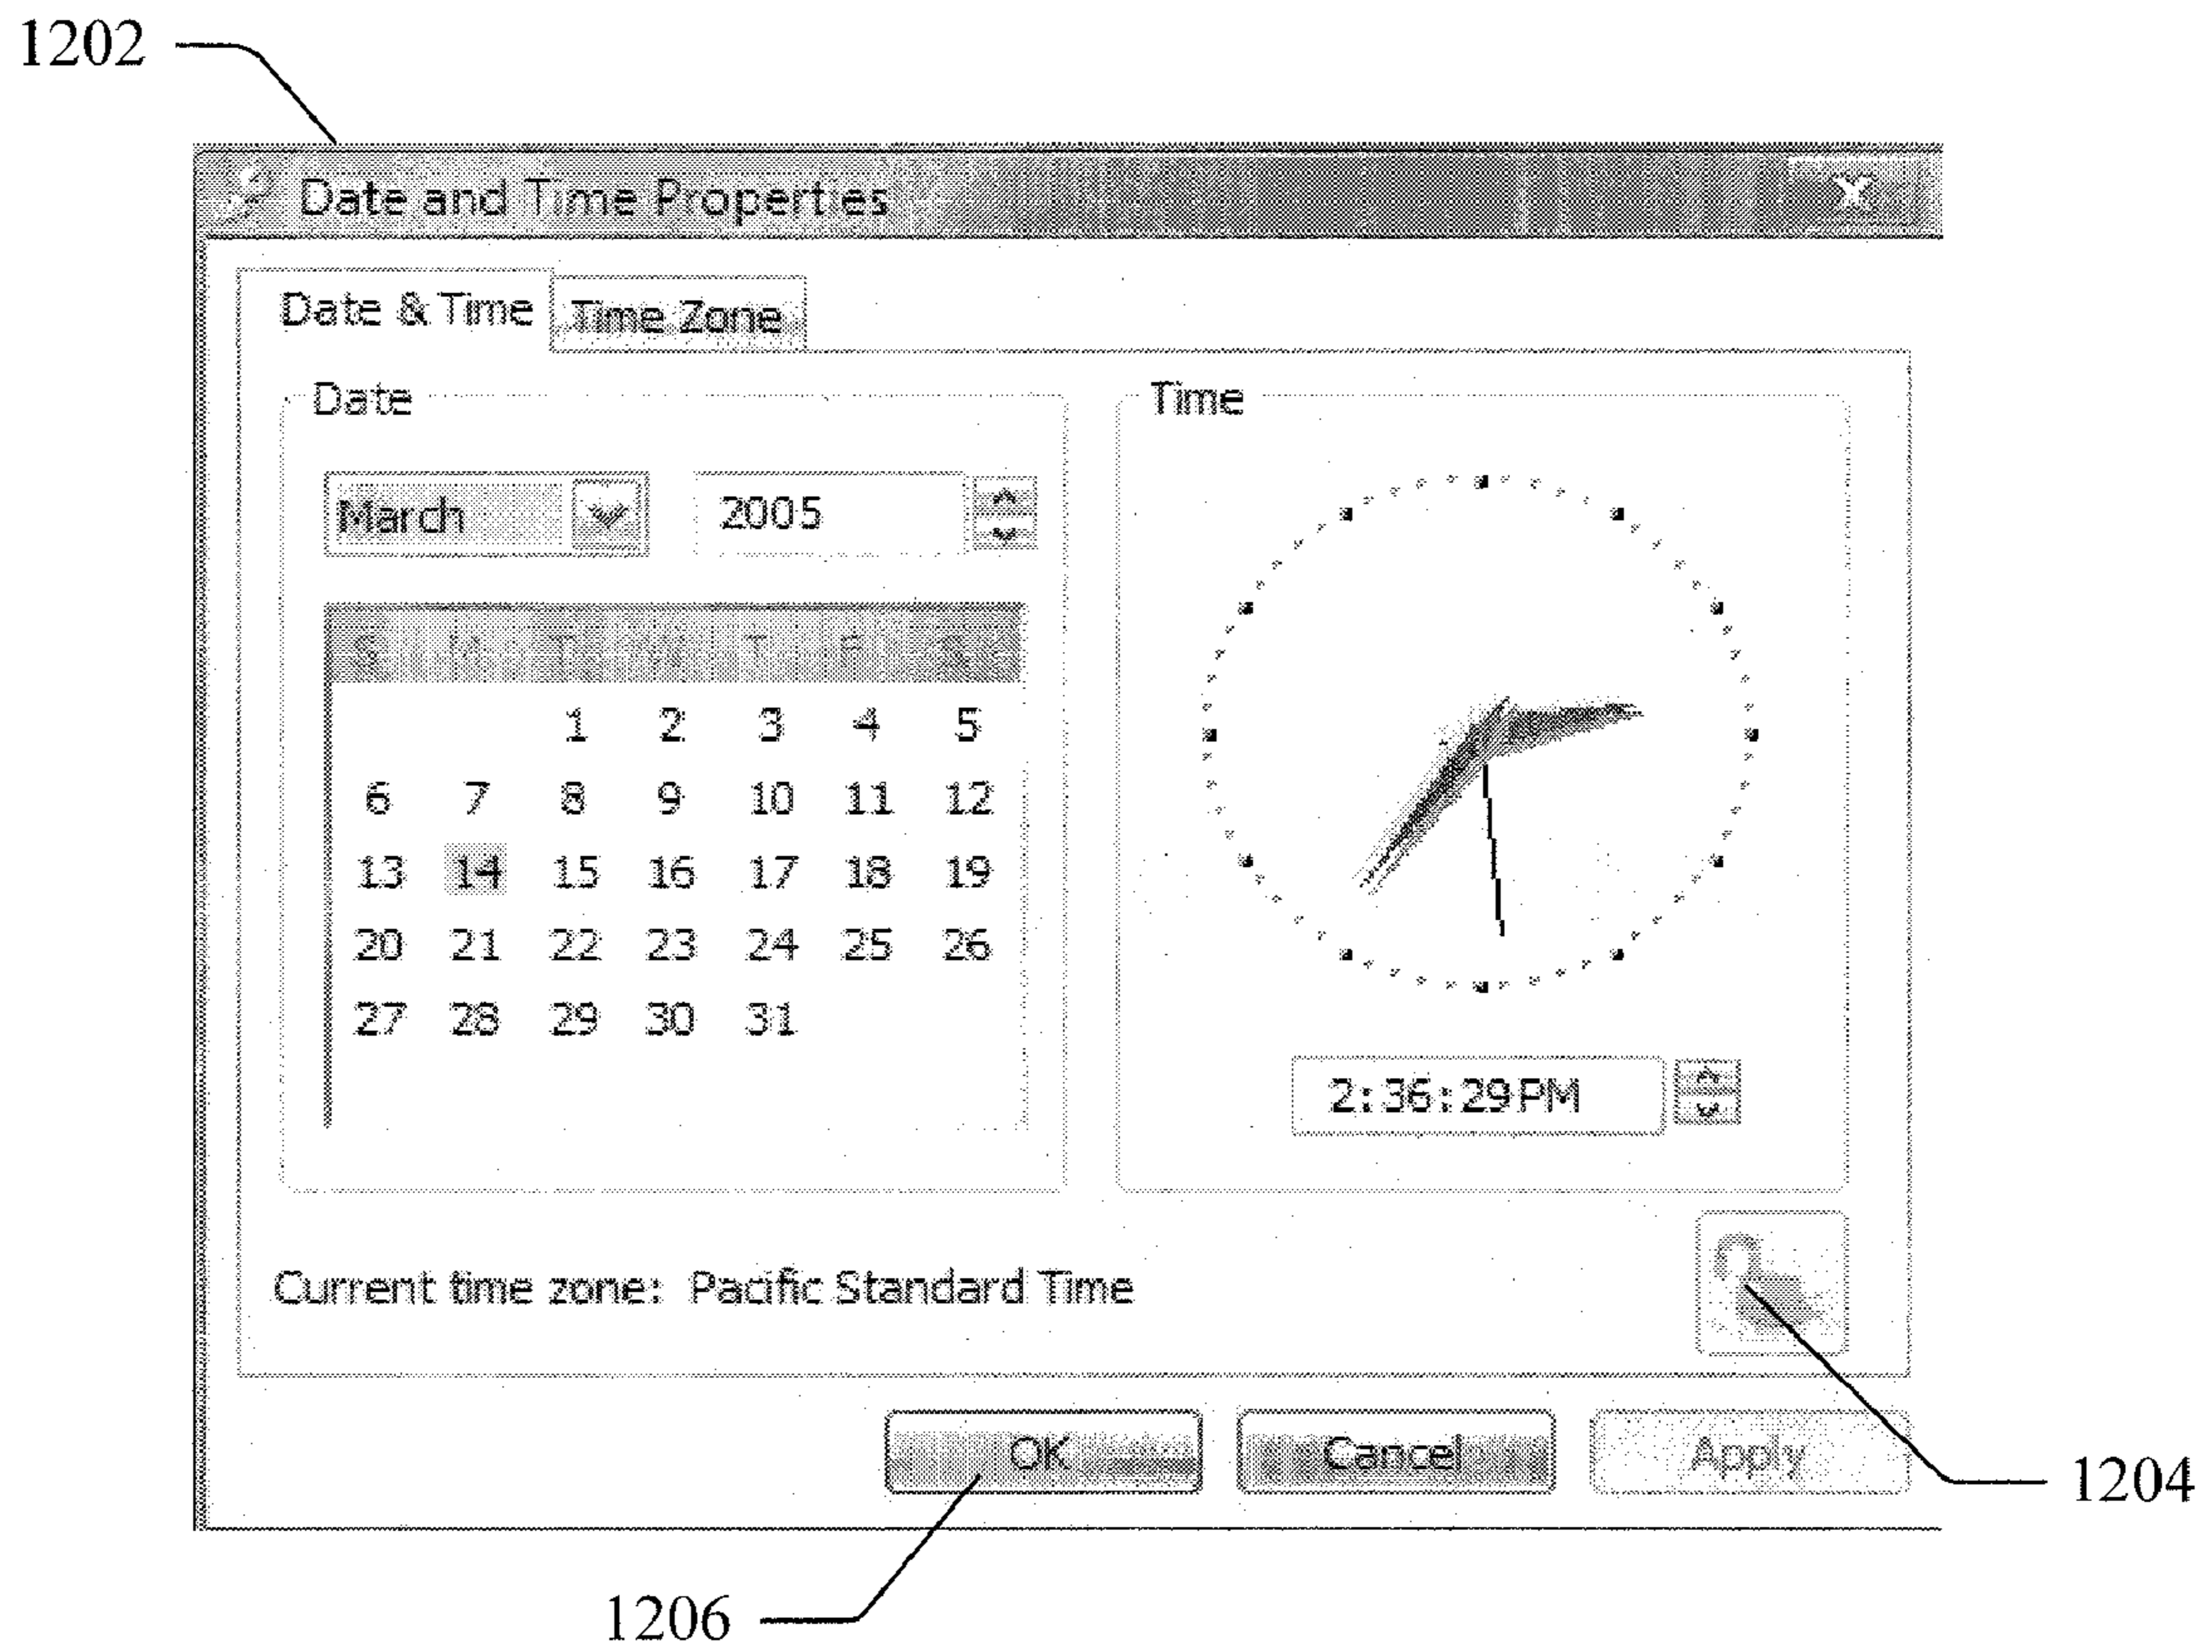 1202
Date and Time Properties
Date & Time Time Zone
Date
March 2005
S M T W T F S
1 2 3 4 5
6 7 8 9 10 11 12
13 14 15 16 17 18 19
20 21 22 23 24 25 26
27 28 29 30 31
Time
2:36:29 PM
Current time zone: Pacific Standard Time
OK Cancel Apply
1204
1206